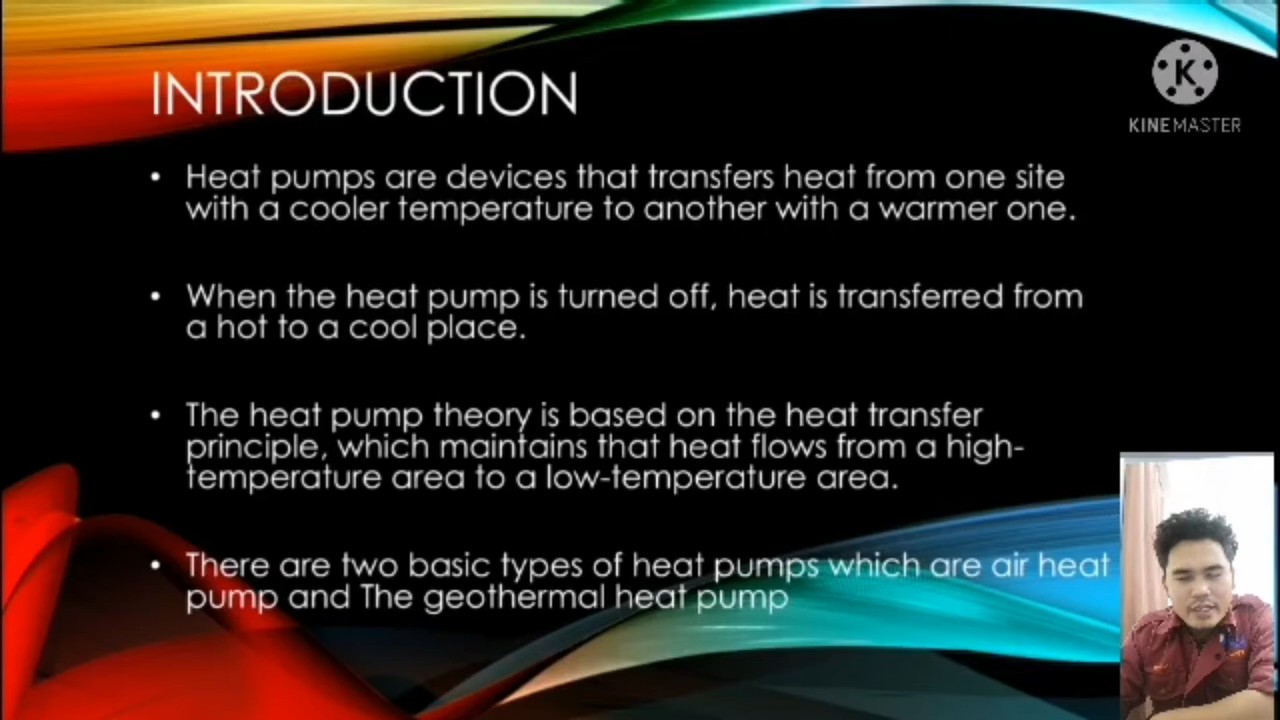 INTRODUCTION
K
KINEMASTER
• Heat pumps are devices that transfers heat from one site
with a cooler temperature to another with a warmer one.
• When the heat pump is turned off, heat is transferred from
a hot to a cool place.
• The heat pump theory is based on the heat transfer
principle, which maintains that heat flows from a high-
temperature area to a low-temperature area.
• There are two basic types of heat pumps which are air heat
pump and The geothermal heat pump